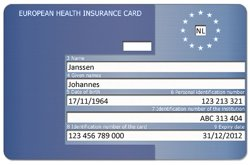 EUROPEAN HEALTH INSURANCE CARD
NL
3 Name
Janssen
4 Given names
Johannes
5 Date of birth 6 Personal identification number
17/11/1964 123 213 321
7 Identification number of the institution
ABC 313 404
8 Identification number of the card 9 Expiry date
123 456 789 000 31/12/2012